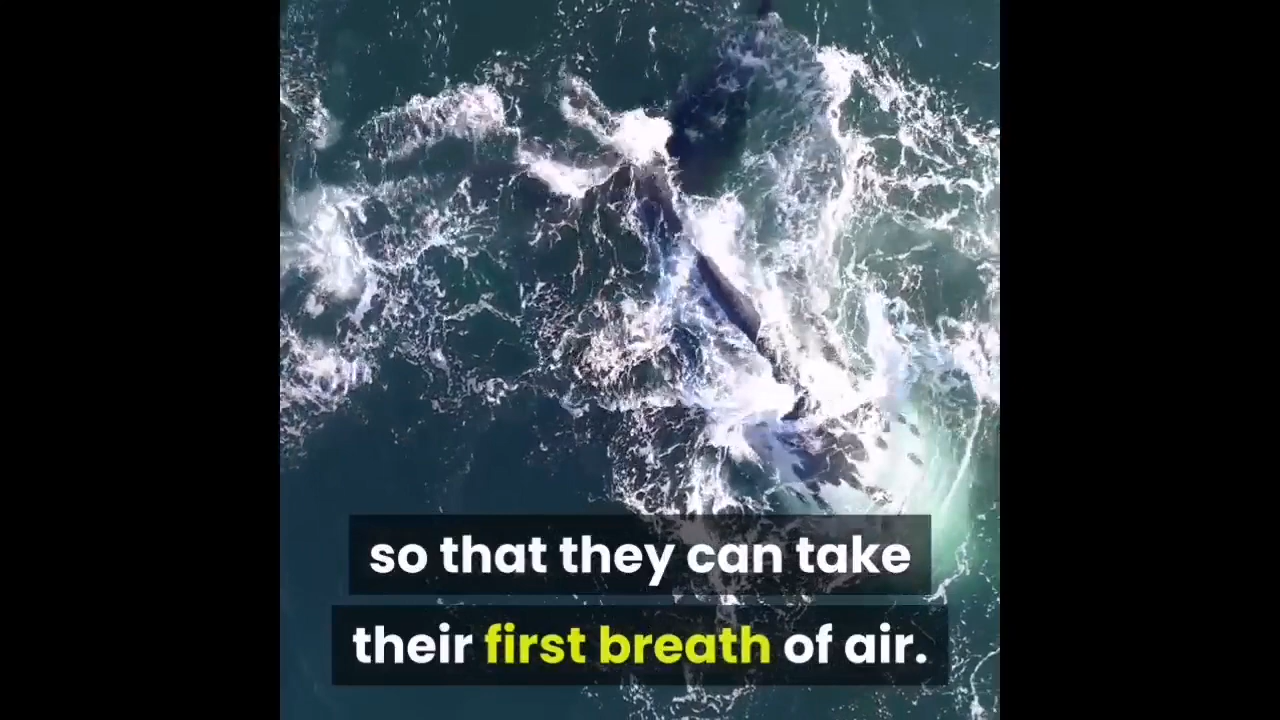 so that they can take
their first breath of air.